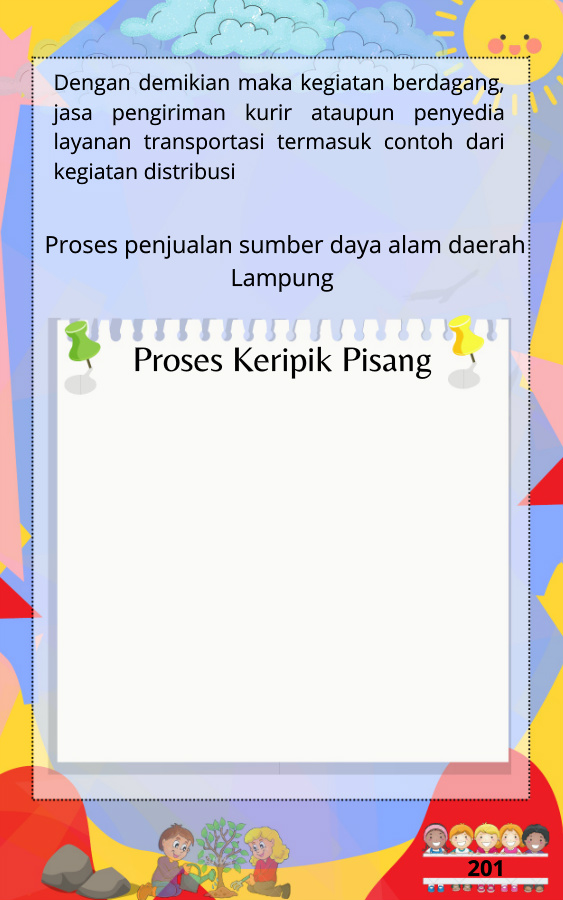 Dengan demikian maka kegiatan berdagang,
jasa pengiriman kurir ataupun penyedia
layanan transportasi termasuk contoh dari
kegiatan distribusi
Proses penjualan sumber daya alam daerah
Lampung
Proses Keripik Pisang
201